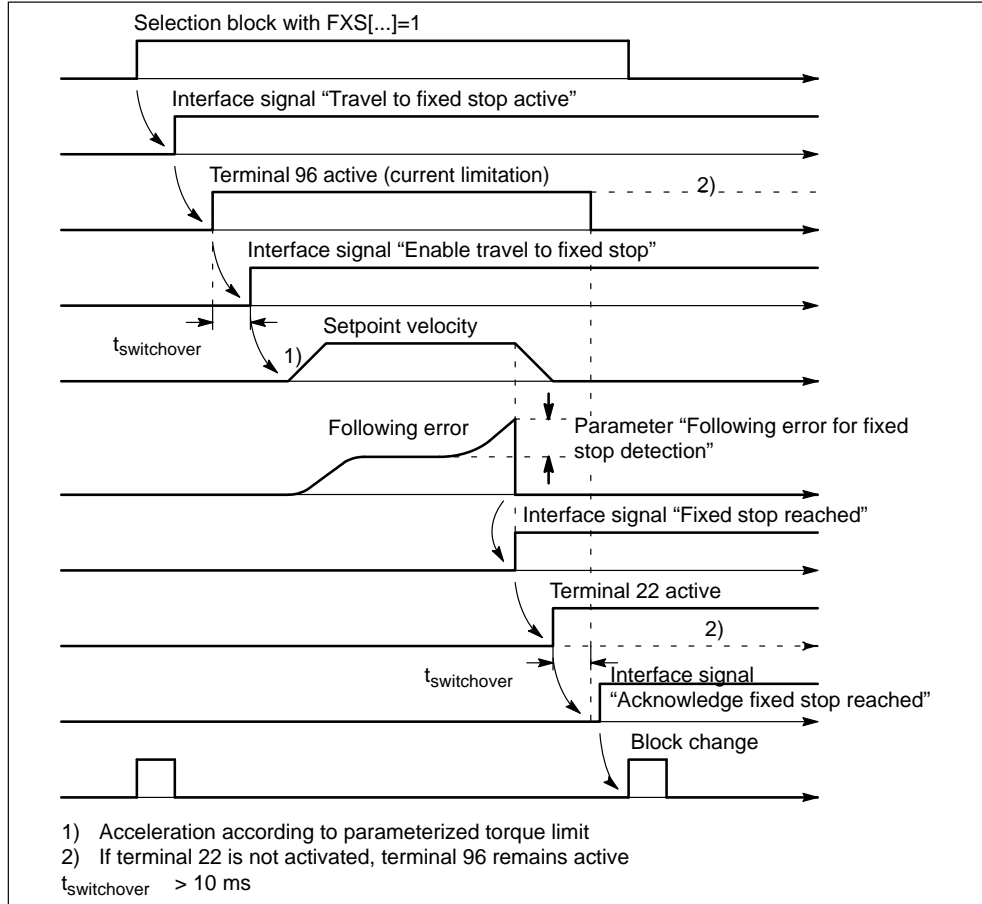 Selection block with FXS[...]=1
Interface signal “Travel to fixed stop active”
Terminal 96 active (current limitation)
2)
Interface signal “Enable travel to fixed stop”
Setpoint velocity
tswitchover
1)
Following error
Parameter “Following error for fixed
stop detection”
Interface signal “Fixed stop reached”
Terminal 22 active
2)
tswitchover
Interface signal
“Acknowledge fixed stop reached”
Block change
1) Acceleration according to parameterized torque limit
2) If terminal 22 is not activated, terminal 96 remains active
tswitchover > 10 ms